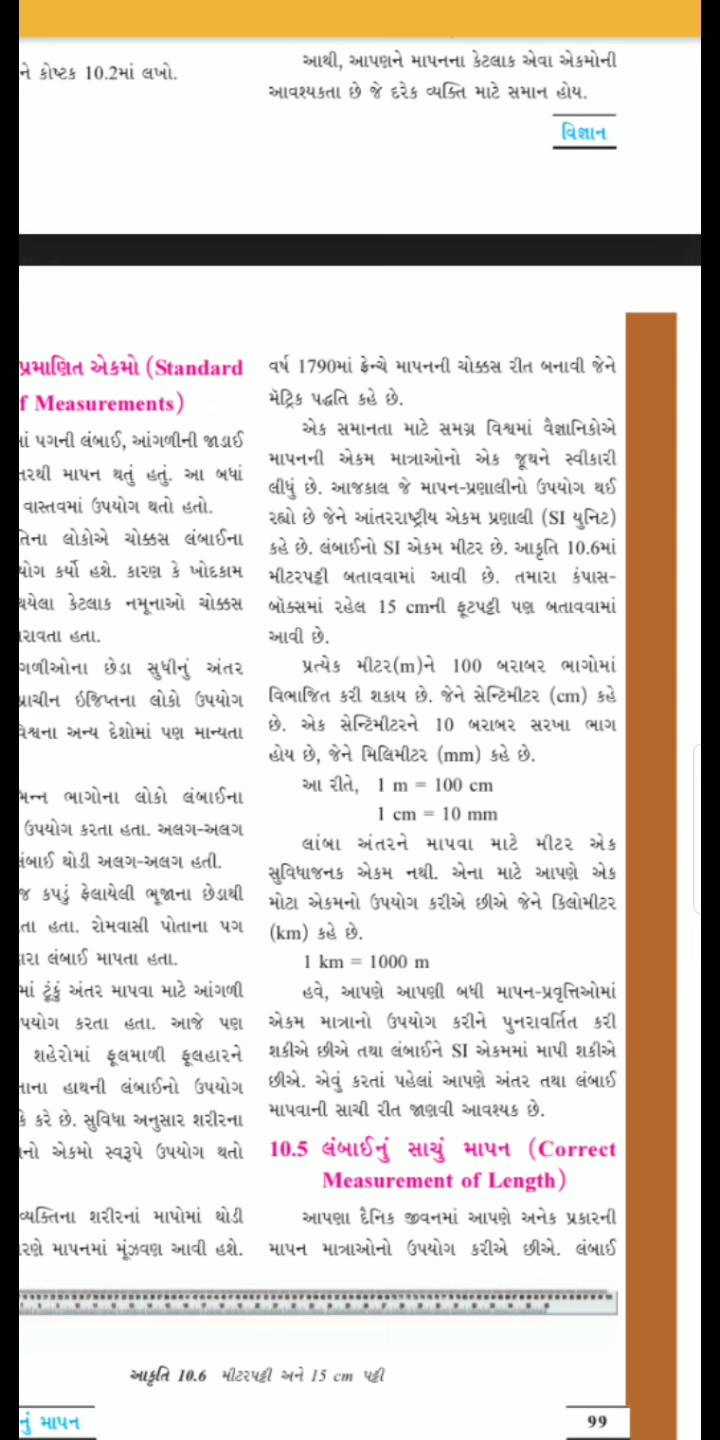 ને કોષ્ટક 10.2માં લખો.
આથી, આપણને માપનના કેટલાક એવા એકમોની
આવશ્યકતા છે જે દરેક વ્યક્તિ માટે સમાન હોય.
વિજ્ઞાન
પ્રમાણિત એકમો (Standard
f Measurements)
માં પગની લંબાઈ, આંગળીની જાડાઈ
તરથી માપન થતું હતું. આ બધાં
વાસ્તવમાં ઉપયોગ થતો હતો.
તિના લોકોએ ચોક્કસ લંબાઈના
યોગ કર્યો હશે. કારણ કે ખોદકામ
થયેલા કેટલાક નમૂનાઓ ચોક્કસ
રાવતા હતા.
ગળીઓના છેડા સુધીનું અંતર
પ્રાચીન ઇજિપ્તના લોકો ઉપયોગ
વિશ્વના અન્ય દેશોમાં પણ માન્યતા
ભિન્ન ભાગોના લોકો લંબાઈના
ઉપયોગ કરતા હતા. અલગ-અલગ
લંબાઈ થોડી અલગ-અલગ હતી.
જ કપડું ફેલાયેલી ભૂજાના છેડાથી
તા હતા. રોમવાસી પોતાના પગ
ારા લંબાઈ માપતા હતા.
માં ટૂંકું અંતર માપવા માટે આંગળી
પયોગ કરતા હતા. આજે પણ
શહેરોમાં ફૂલમાળી ફૂલહારને
તાના હાથની લંબાઈનો ઉપયોગ
કે કરે છે. સુવિધા અનુસાર શરીરના
નો એકમો સ્વરૂપે ઉપયોગ થતો
વ્યક્તિના શરીરનાં માપોમાં થોડી
રણે માપનમાં મૂંઝવણ આવી હશે.
વર્ષ 1790માં ફ્રેન્ચે માપનની ચોક્કસ રીત બનાવી જેને
મૅટ્રિક પદ્ધતિ કહે છે.
એક સમાનતા માટે સમગ્ર વિશ્વમાં વૈજ્ઞાનિકોએ
માપનની એકમ માત્રાઓનો એક જૂથને સ્વીકારી
લીધું છે. આજકાલ જે માપન-પ્રણાલીનો ઉપયોગ થઈ
રહ્યો છે જેને આંતરરાષ્ટ્રીય એકમ પ્રણાલી (SI યુનિટ)
કહે છે. લંબાઈનો SI એકમ મીટર છે. આકૃતિ 10.6માં
મીટરપટ્ટી બતાવવામાં આવી છે. તમારા કંપાસ-
બૉક્સમાં રહેલ 15 cmની ફૂટપટ્ટી પણ બતાવવામાં
આવી છે.
પ્રત્યેક મીટર(m)ને 100 બરાબર ભાગોમાં
વિભાજિત કરી શકાય છે. જેને સેન્ટિમીટર (cm) કહે
છે. એક સેન્ટિમીટરને 10 બરાબર સરખા ભાગ
હોય છે, જેને મિલિમીટર (mm) કહે છે.
આ રીતે, 1 m = 100 cm
1 cm = 10 mm
લાંબા અંતરને માપવા માટે મીટર એક
સુવિધાજનક એકમ નથી. એના માટે આપણે એક
મોટા એકમનો ઉપયોગ કરીએ છીએ જેને કિલોમીટર
(km) કહે છે.
1 km = 1000 m
હવે, આપણે આપણી બધી માપન-પ્રવૃત્તિઓમાં
એકમ માત્રાનો ઉપયોગ કરીને પુનરાવર્તિત કરી
શકીએ છીએ તથા લંબાઈને SI એકમમાં માપી શકીએ
છીએ. એવું કરતાં પહેલાં આપણે અંતર તથા લંબાઈ
માપવાની સાચી રીત જાણવી આવશ્યક છે.
10.5 લંબાઈનું સાચું માપન (Correct
Measurement of Length)
આપણા દૈનિક જીવનમાં આપણે અનેક પ્રકારની
માપન માત્રાઓનો ઉપયોગ કરીએ છીએ. લંબાઈ
આકૃતિ 10.6 મીટરપટ્ટી અને 15 cm પટ્ટી
નું માપન
99